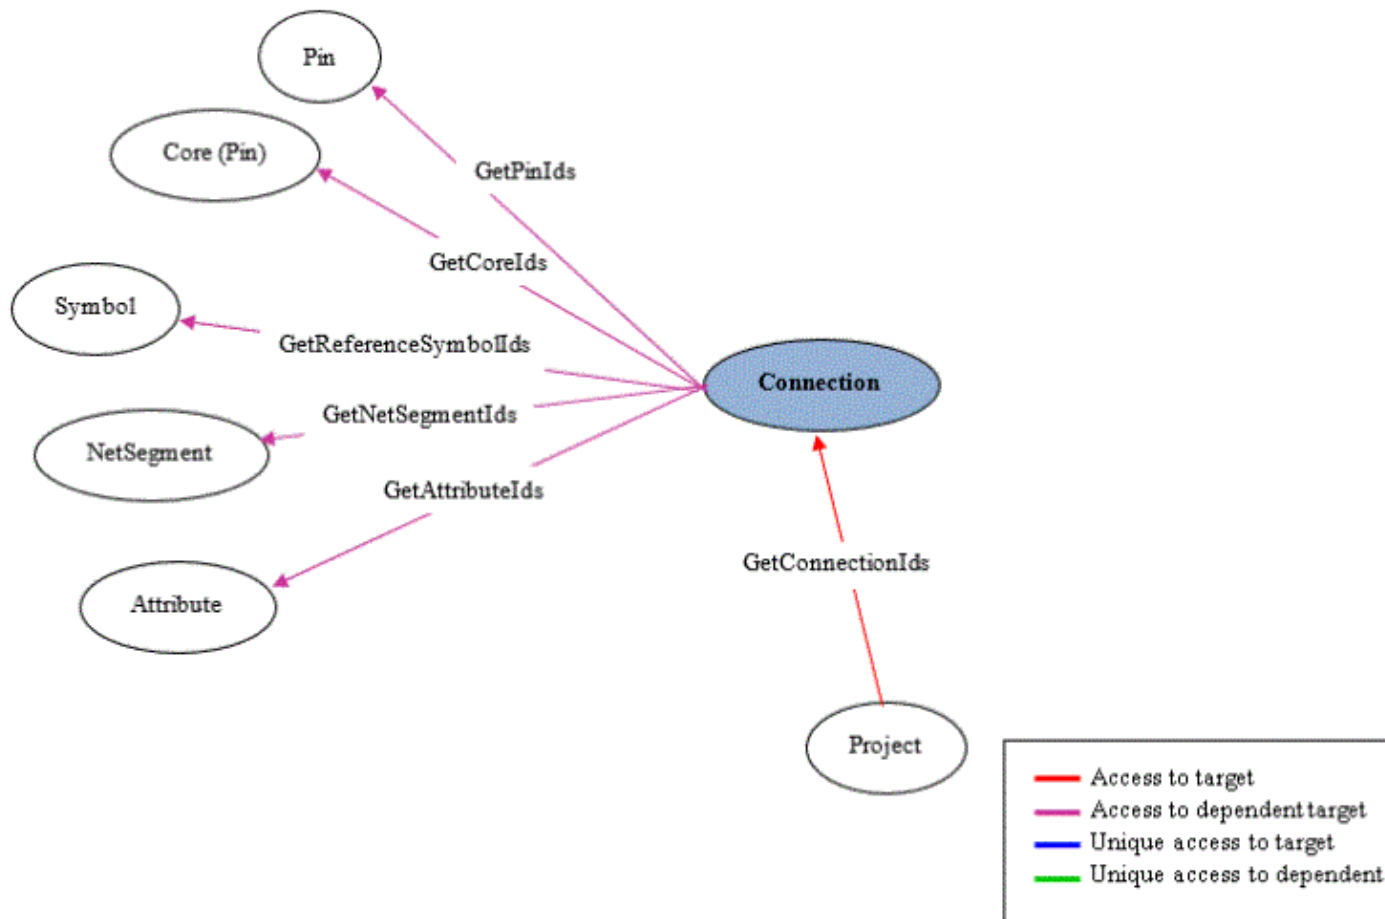 Pin
Core (Pin)
GetPinIds
GetCoreIds
Symbol
GetReferenceSymbolIds
Connection
GetNetSegmentIds
NetSegment
GetAttributeIds
GetConnectionIds
Attribute
Project
Access to target
Access to dependent target
Unique access to target
Unique access to dependent